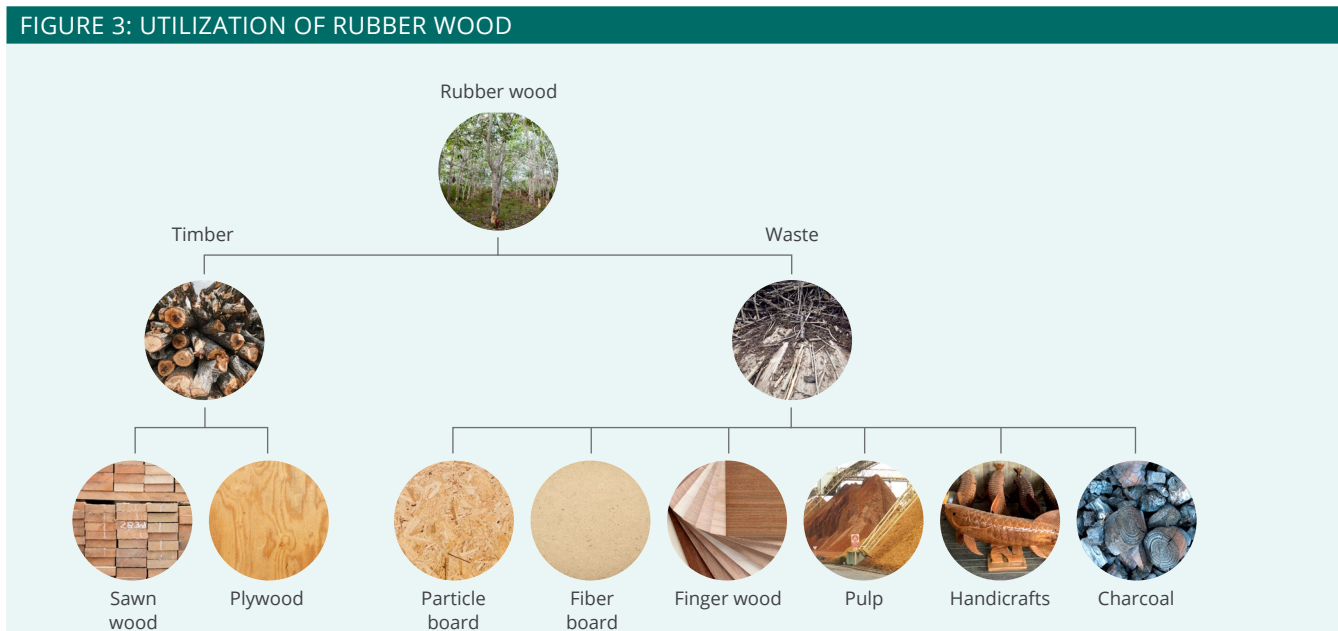 FIGURE 3: UTILIZATION OF RUBBER WOOD
Rubber wood
Timber
Waste
Sawn
wood
Plywood
Particle
board
Fiber
board
Finger wood
Pulp
Handicrafts
Charcoal